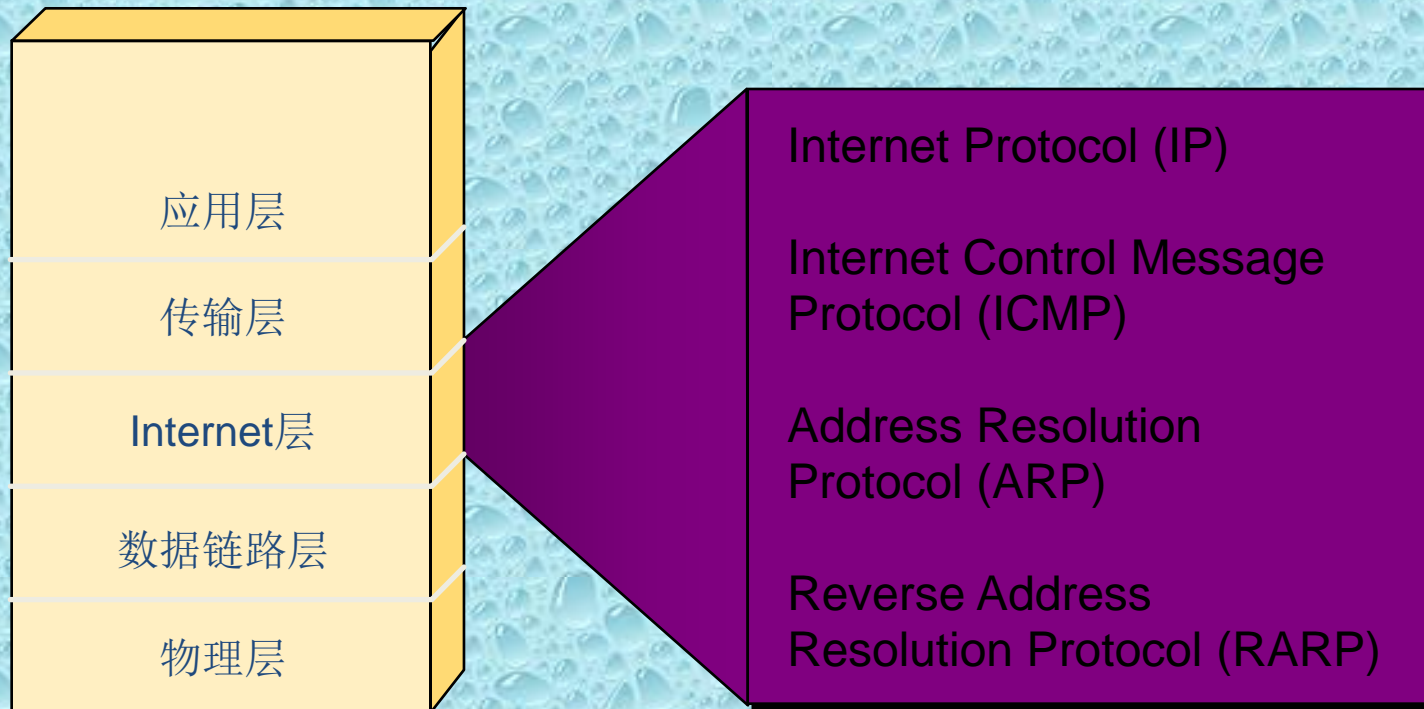 应用层
传输层
Internet层
数据链路层
物理层
Internet Protocol (IP)
Internet Control Message
Protocol (ICMP)
Address Resolution
Protocol (ARP)
Reverse Address
Resolution Protocol (RARP)